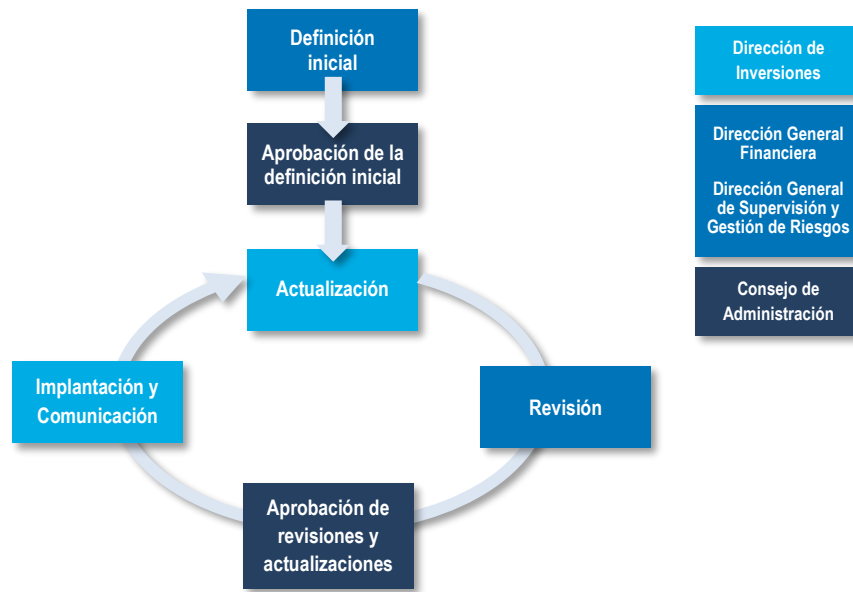 Definición
inicial
Aprobación de la
definición inicial
Actualización
Implantación y
Comunicación
Revisión
Aprobación de
revisiones y
actualizaciones
Dirección de
Inversiones
Dirección General
Financiera
Dirección General
de Supervisión y
Gestión de Riesgos
Consejo de
Administración